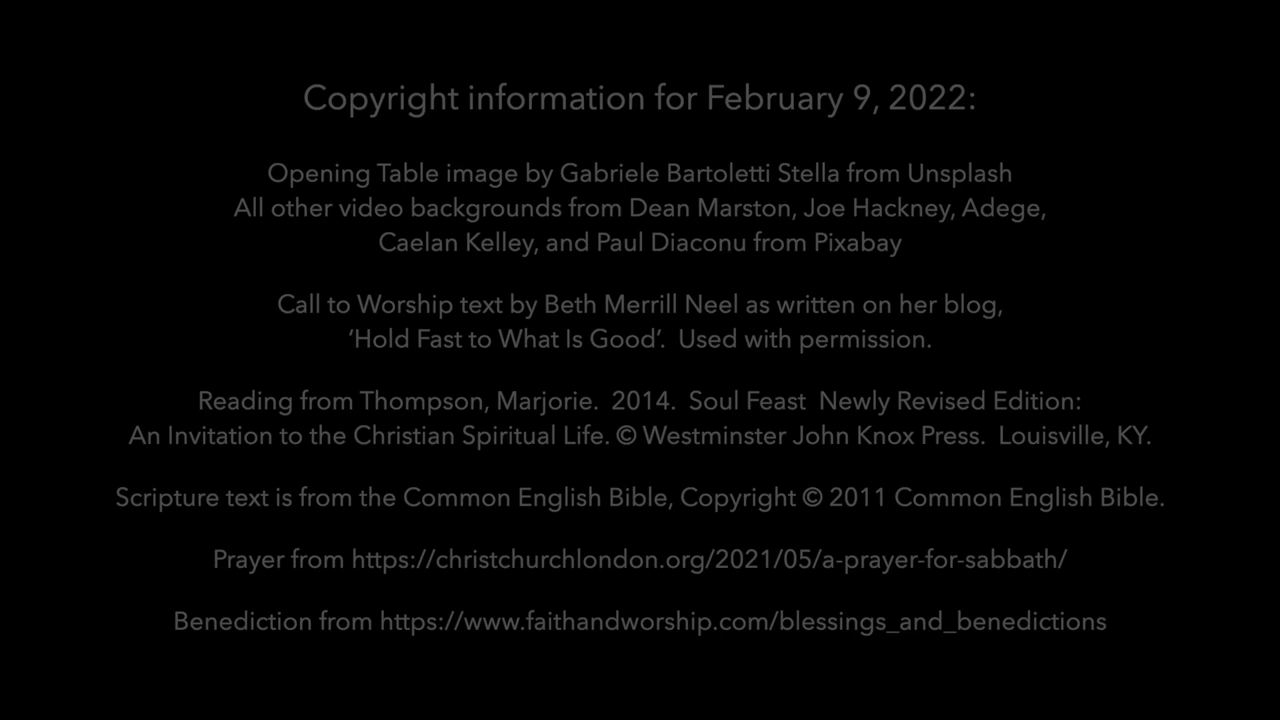 Copyright information for February 9, 2022:
Opening Table image by Gabriele Bartoletti Stella from Unsplash
All other video backgrounds from Dean Marston, Joe Hackney, Adege,
Caelan Kelley, and Paul Diaconu from Pixabay
Call to Worship text by Beth Merrill Neel as written on her blog,
‘Hold Fast to What Is Good’.  Used with permission.
Reading from Thompson, Marjorie.  2014.  Soul Feast  Newly Revised Edition:
An Invitation to the Christian Spiritual Life. © Westminster John Knox Press.  Louisville, KY.
Scripture text is from the Common English Bible, Copyright © 2011 Common English Bible.
Prayer from https://christchurchlondon.org/2021/05/a-prayer-for-sabbath/
Benediction from https://www.faithandworship.com/blessings_and_benedictions